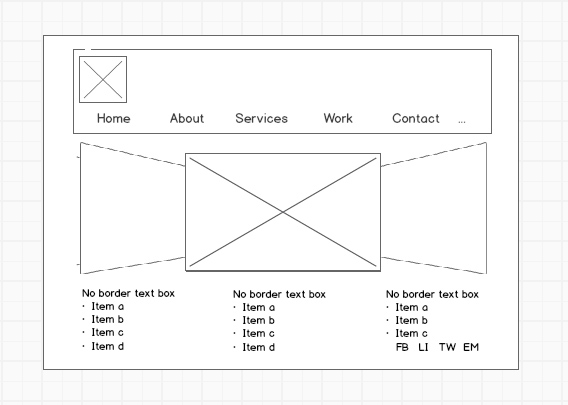 Home About Services Work Contact ...
No border text box
· Item a
· Item b
· Item c
· Item d
No border text box
· Item a
· Item b
· Item c
· Item d
No border text box
· Item a
· Item b
· Item c
FB LI TW EM